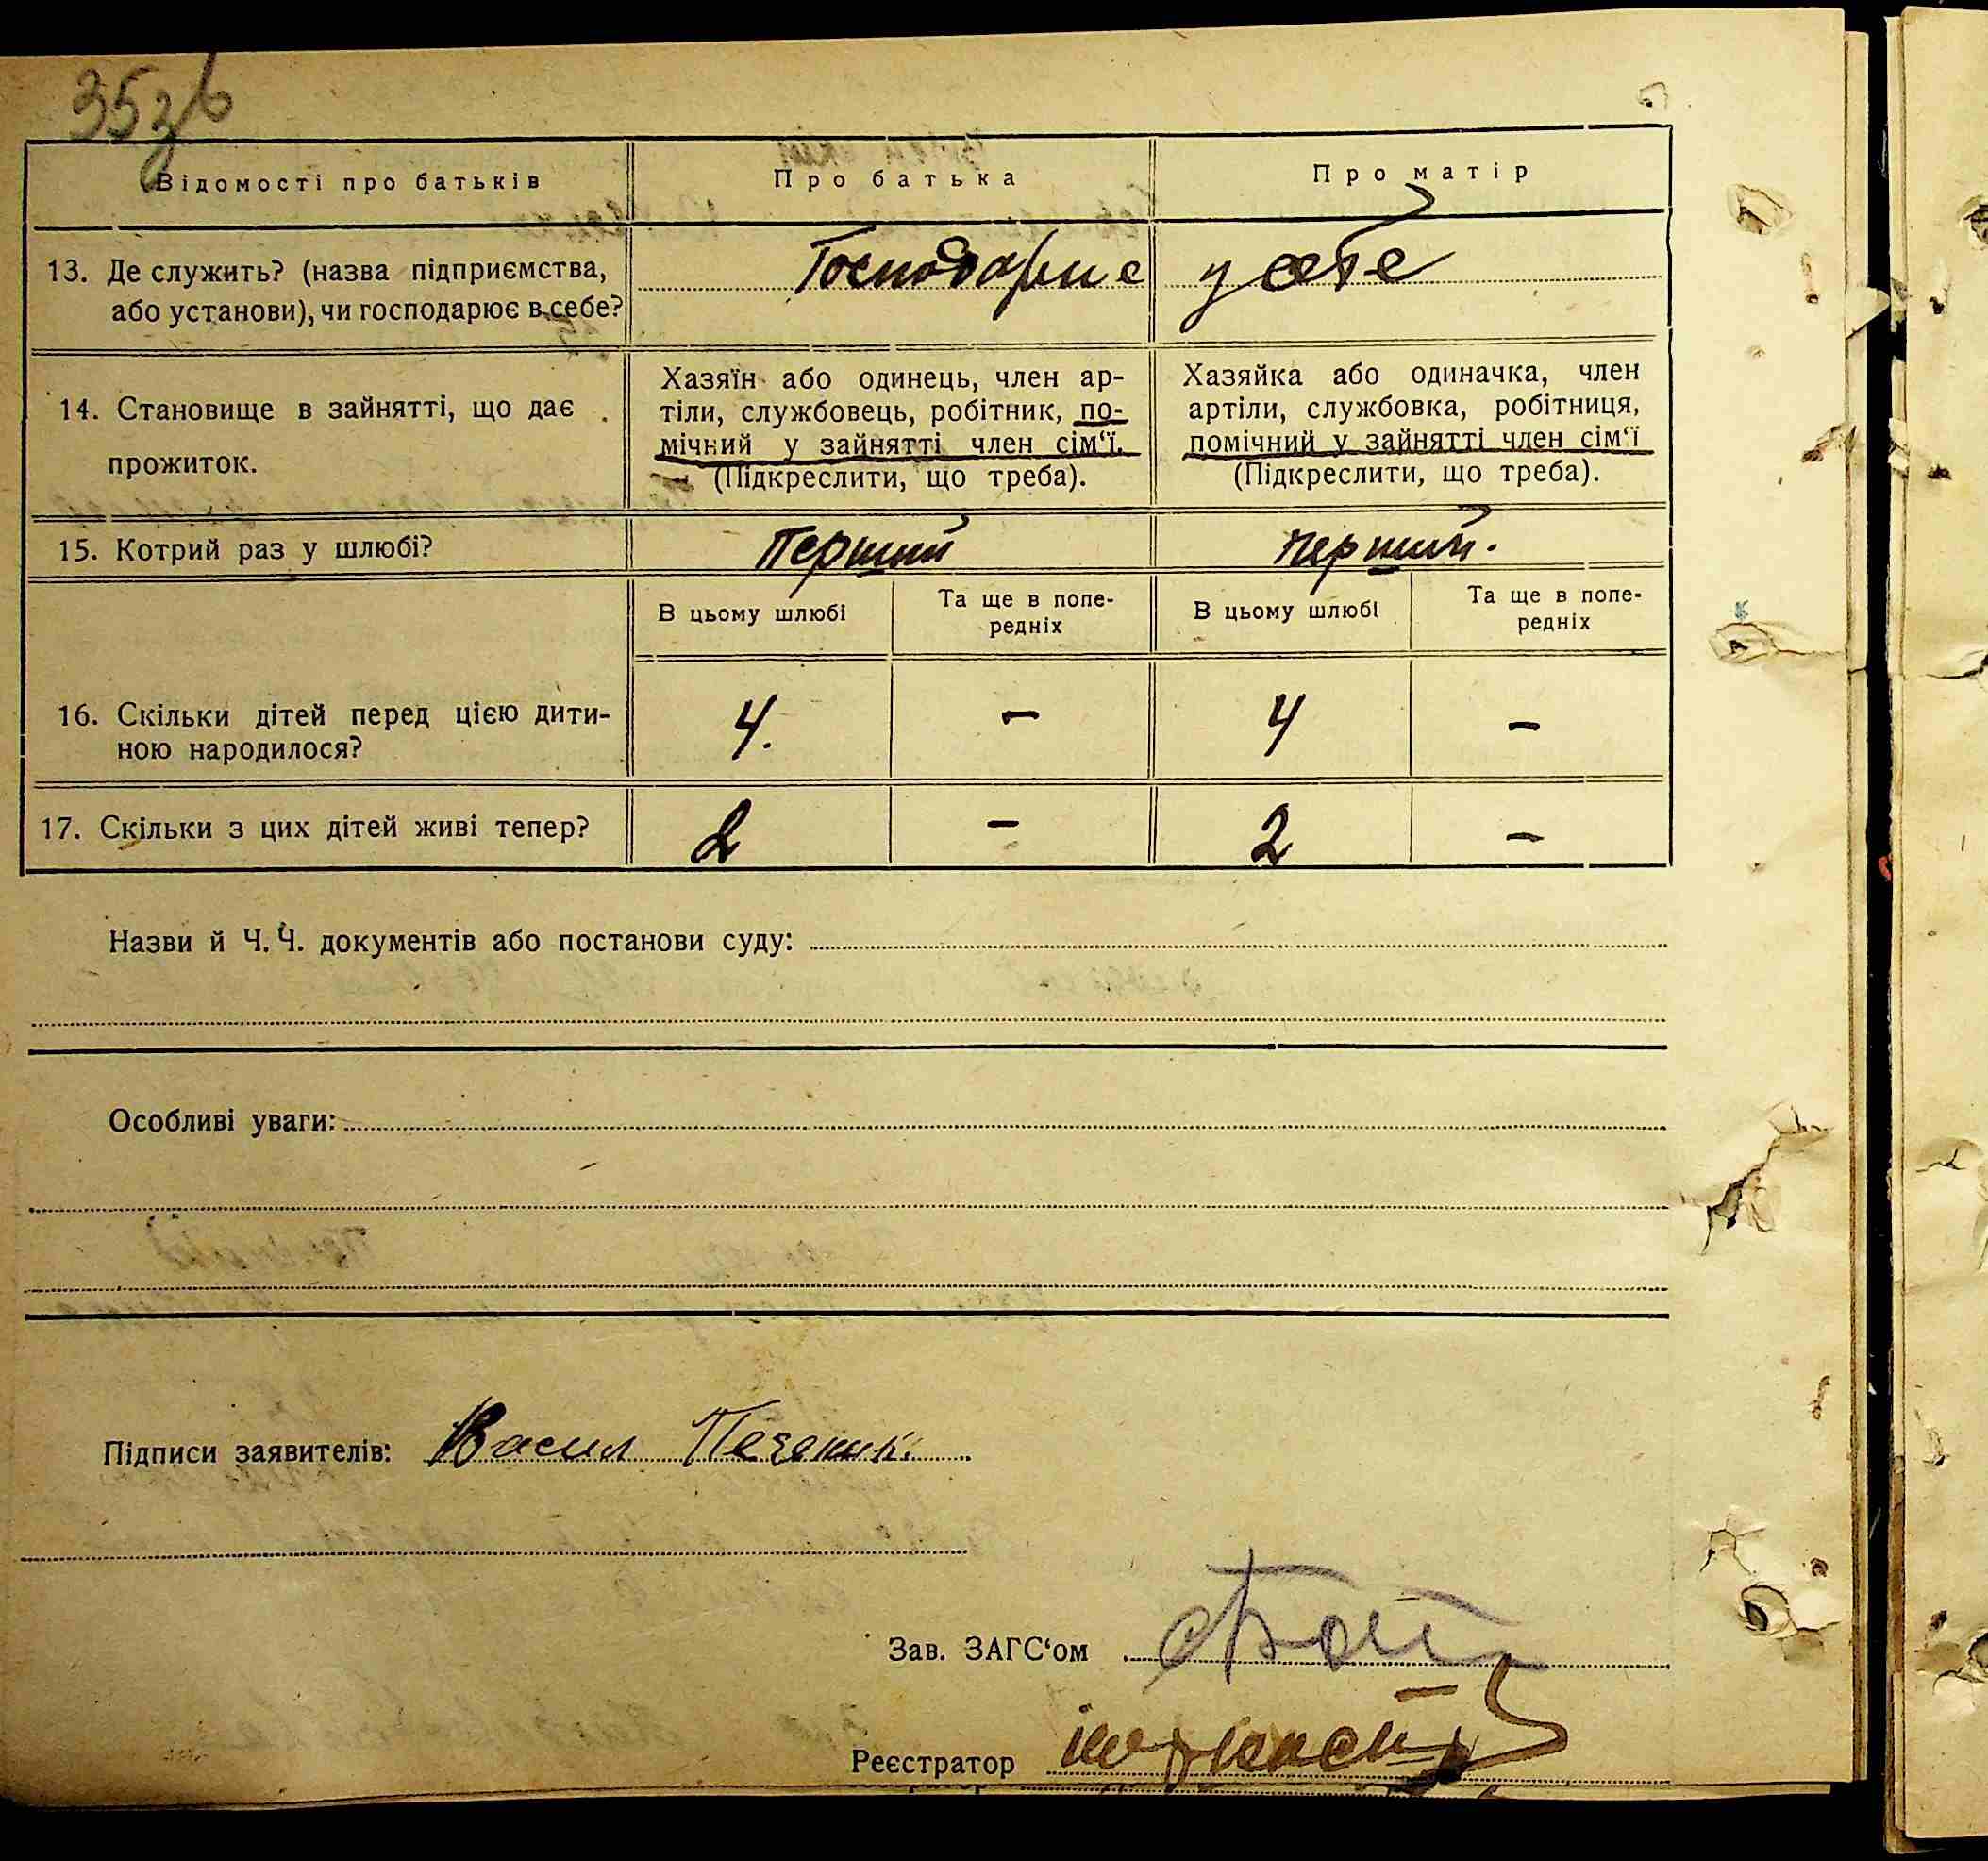 35зв
Відомості про батьків
Про батька
Про матір
13. Де служить? (назва підприємства,
або установи), чи господарює в себе?
Господарює у себе
14. Становище в зайнятті, що дає
прожиток.
Хазяїн або одинець, член ар-
тіли, службовець, робітник, по-
мічний у зайнятті член сім‘ї.
(Підкреслити, що треба).
Хазяйка або одиначка, член
артіли, службовка, робітниця,
помічний у зайнятті член сім‘ї
(Підкреслити, що треба).
15. Котрий раз у шлюбі?
Перший
перший.
В цьому шлюбі
Та ще в попе-
редніх
В цьому шлюбі
Та ще в попе-
редніх
16. Скільки дітей перед цією дити-
ною народилося?
4. - 4 -
17. Скільки з цих дітей живі тепер?
2 - 2 -
Назви й Ч.Ч. документів або постанови суду:
Особливі уваги:
Підписи заявителів: Васил Печеник.
Зав. ЗАГС‘ом
Реєстратор